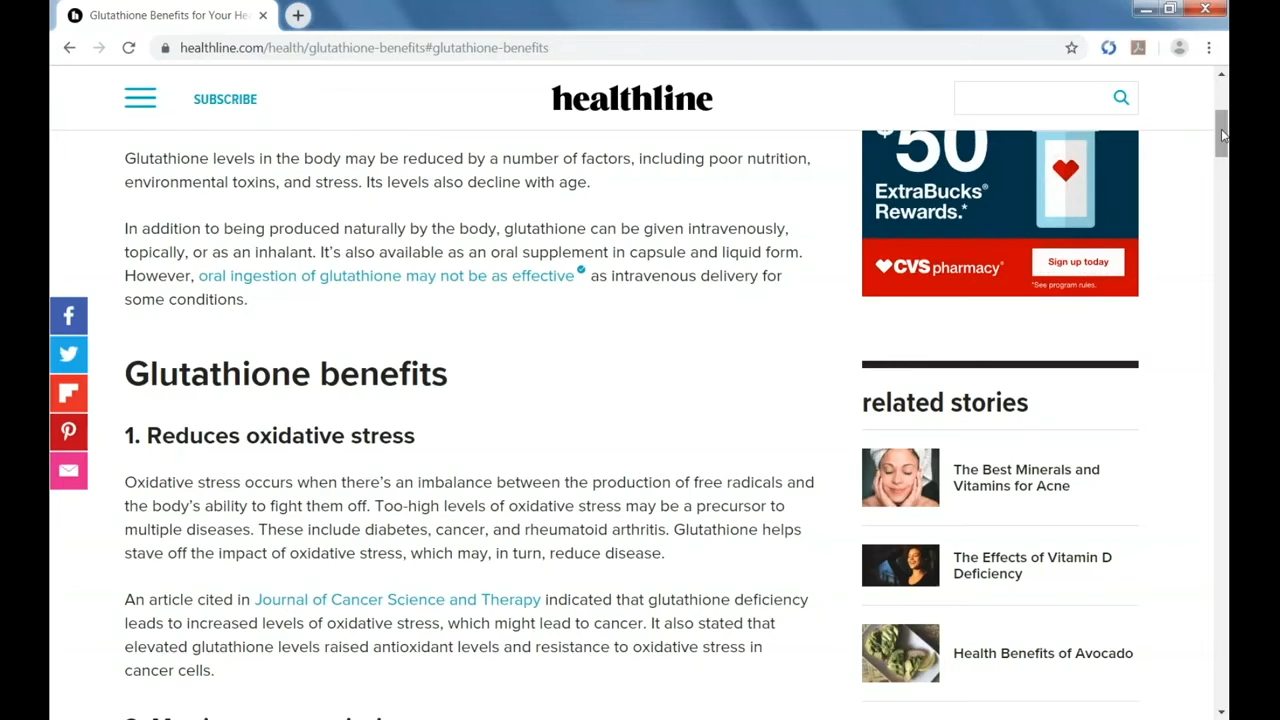 Glutathione Benefits for Your He
healthline.com/health/glutathione-benefits#glutathione-benefits
SUBSCRIBE
healthline
Glutathione levels in the body may be reduced by a number of factors, including poor nutrition,
environmental toxins, and stress. Its levels also decline with age.
In addition to being produced naturally by the body, glutathione can be given intravenously,
topically, or as an inhalant. It’s also available as an oral supplement in capsule and liquid form.
However, oral ingestion of glutathione may not be as effective as intravenous delivery for
some conditions.
Glutathione benefits
1. Reduces oxidative stress
Oxidative stress occurs when there’s an imbalance between the production of free radicals and
the body’s ability to fight them off. Too-high levels of oxidative stress may be a precursor to
multiple diseases. These include diabetes, cancer, and rheumatoid arthritis. Glutathione helps
stave off the impact of oxidative stress, which may, in turn, reduce disease.
An article cited in Journal of Cancer Science and Therapy indicated that glutathione deficiency
leads to increased levels of oxidative stress, which might lead to cancer. It also stated that
elevated glutathione levels raised antioxidant levels and resistance to oxidative stress in
cancer cells.
$50
ExtraBucks®
Rewards.*
CVS pharmacy®
Sign up today
*See program rules.
related stories
The Best Minerals and
Vitamins for Acne
The Effects of Vitamin D
Deficiency
Health Benefits of Avocado